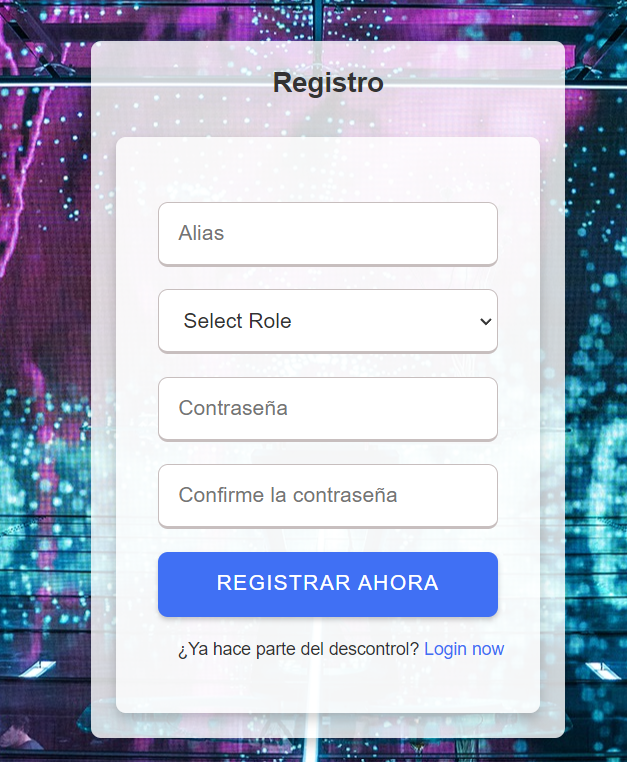 Registro
Alias
Select Role
Contraseña
Confirme la contraseña
REGISTRAR AHORA
¿Ya hace parte del descontrol? Login now